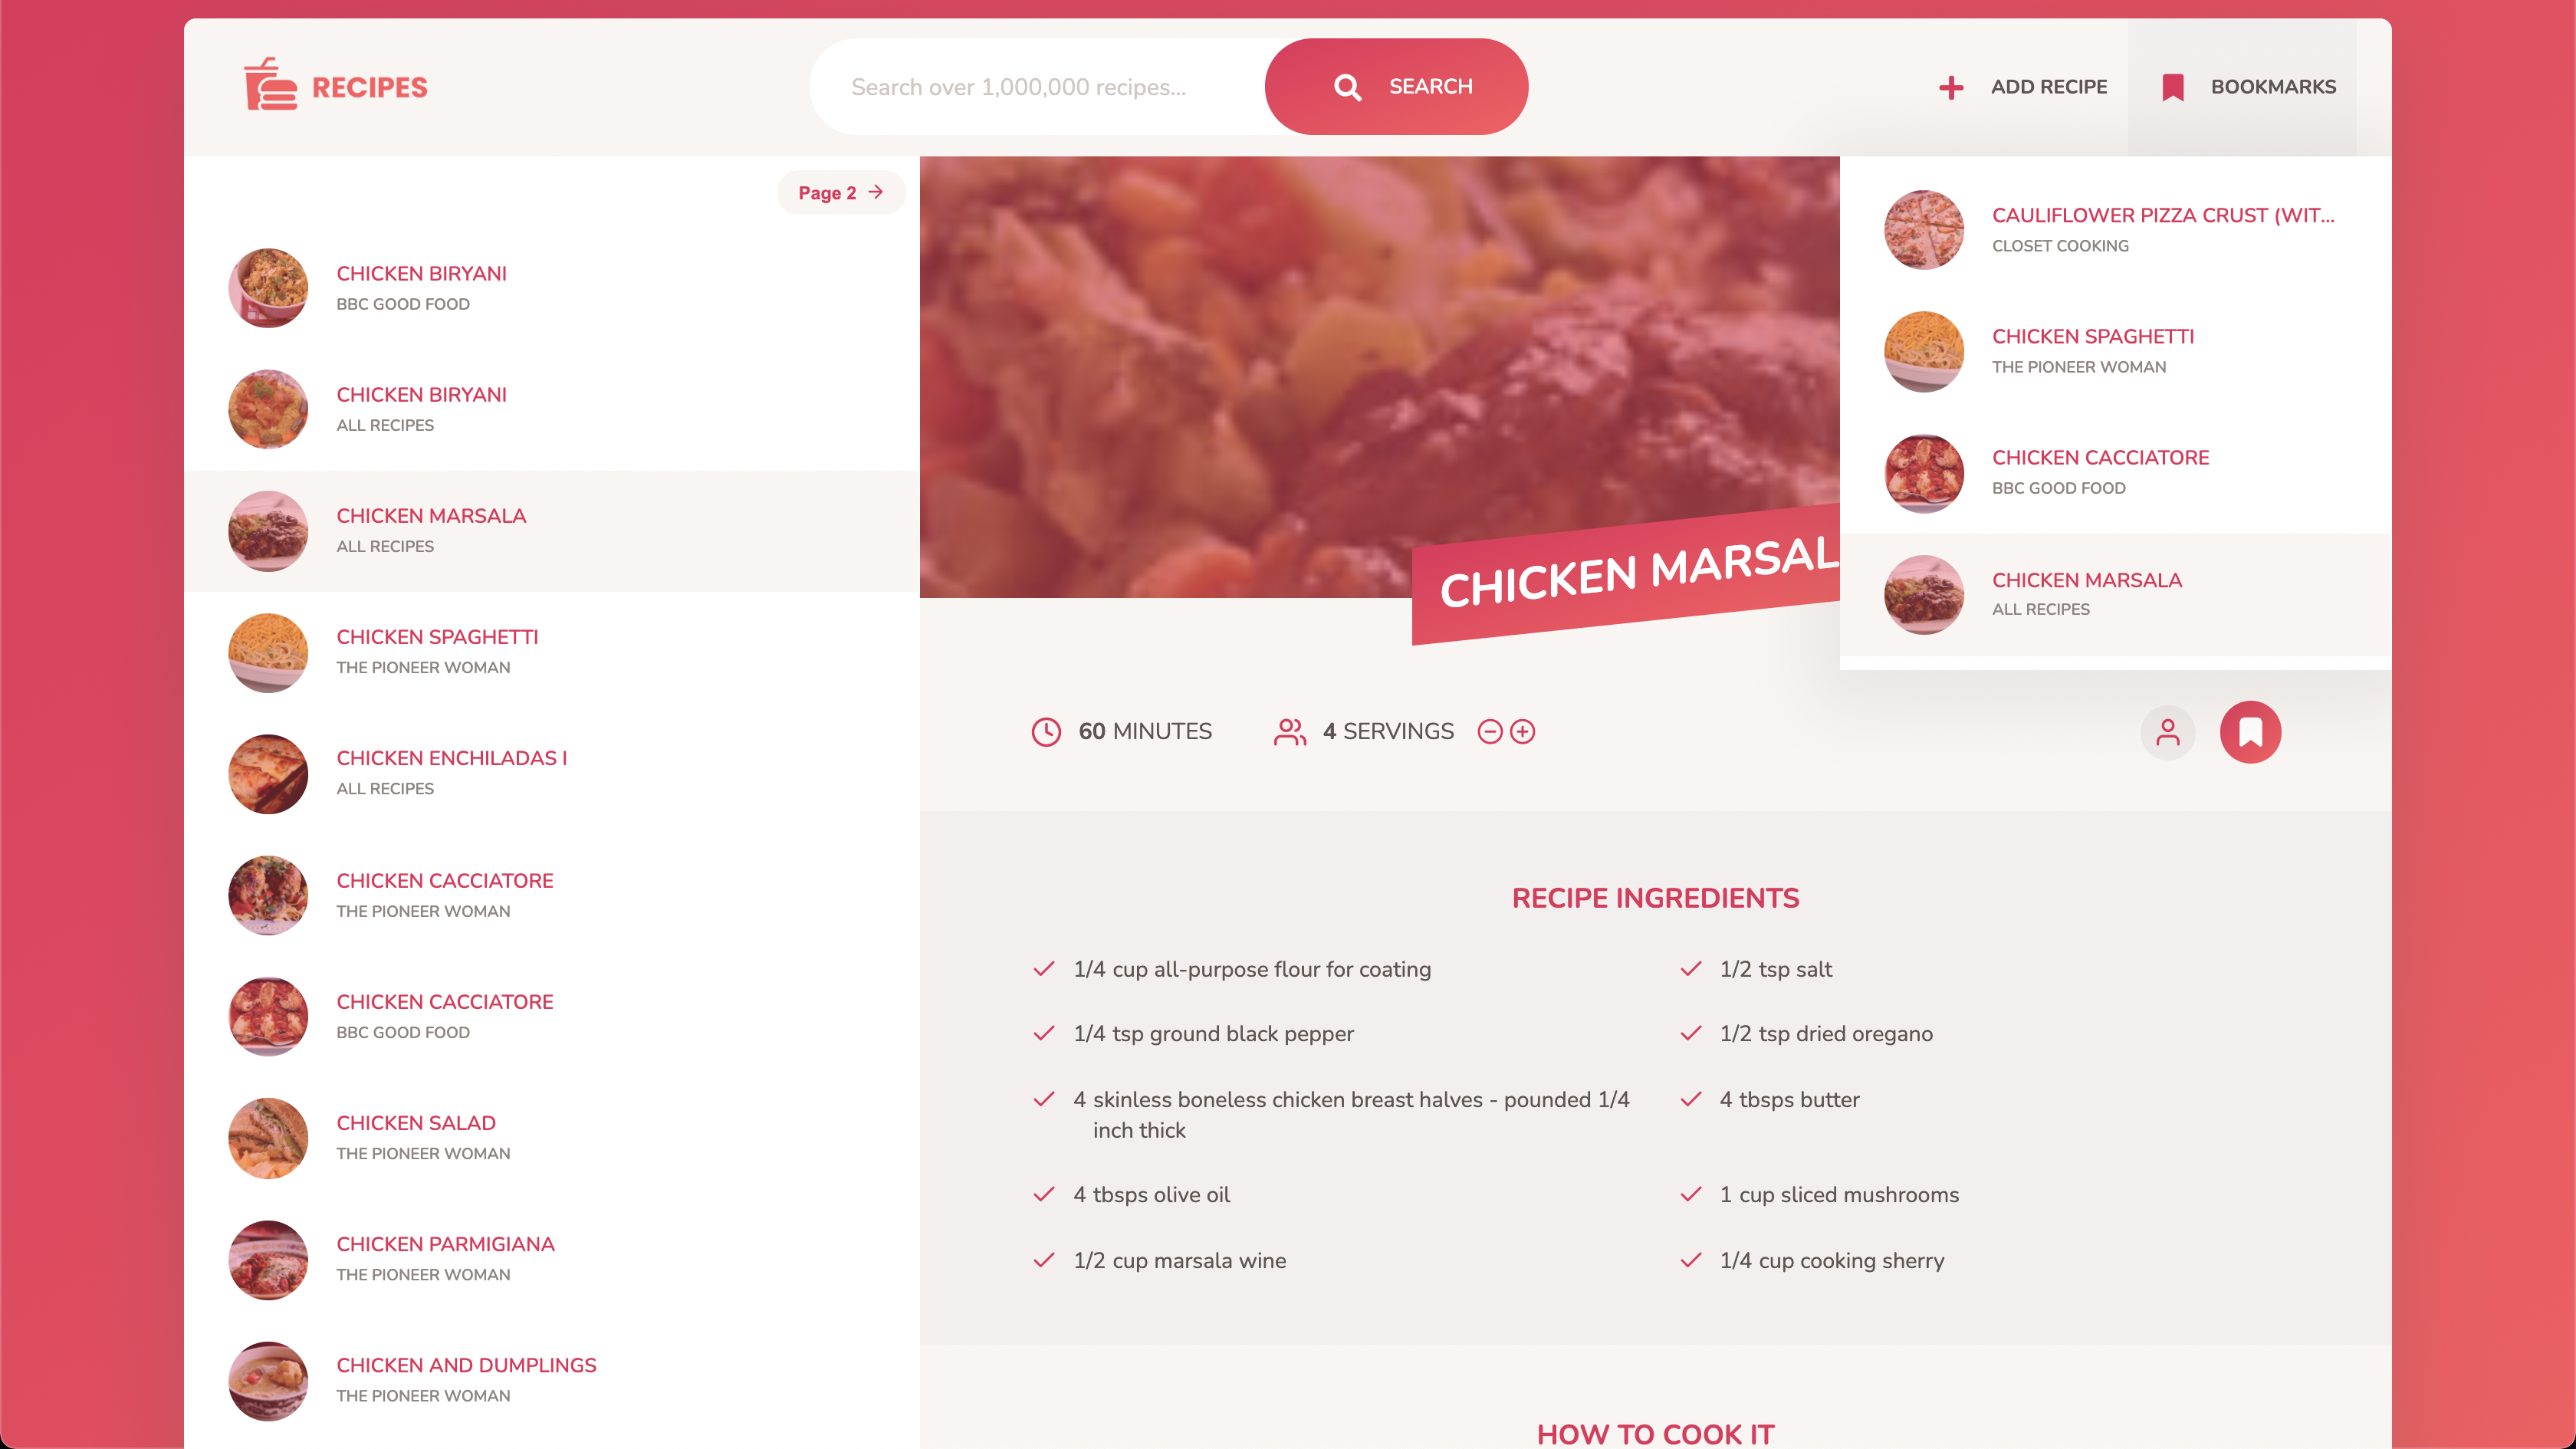 RECIPES
Search over 1,000,000 recipes...
SEARCH
ADD RECIPE
BOOKMARKS
Page 2
CHICKEN BIRYANI
BBC GOOD FOOD
CHICKEN BIRYANI
ALL RECIPES
CHICKEN MARSALA
ALL RECIPES
CHICKEN SPAGHETTI
THE PIONEER WOMAN
CHICKEN ENCHILADAS I
ALL RECIPES
CHICKEN CACCIATORE
THE PIONEER WOMAN
CHICKEN CACCIATORE
BBC GOOD FOOD
CHICKEN SALAD
THE PIONEER WOMAN
CHICKEN PARMIGIANA
THE PIONEER WOMAN
CHICKEN AND DUMPLINGS
THE PIONEER WOMAN
CAULIFLOWER PIZZA CRUST (WIT...
CLOSET COOKING
CHICKEN SPAGHETTI
THE PIONEER WOMAN
CHICKEN CACCIATORE
BBC GOOD FOOD
CHICKEN MARSALA
ALL RECIPES
CHICKEN MARSAL
60 MINUTES
4 SERVINGS
RECIPE INGREDIENTS
1/4 cup all-purpose flour for coating
1/2 tsp salt
1/4 tsp ground black pepper
1/2 tsp dried oregano
4 skinless boneless chicken breast halves - pounded 1/4
inch thick
4 tbsps butter
4 tbsps olive oil
1 cup sliced mushrooms
1/2 cup marsala wine
1/4 cup cooking sherry
HOW TO COOK IT